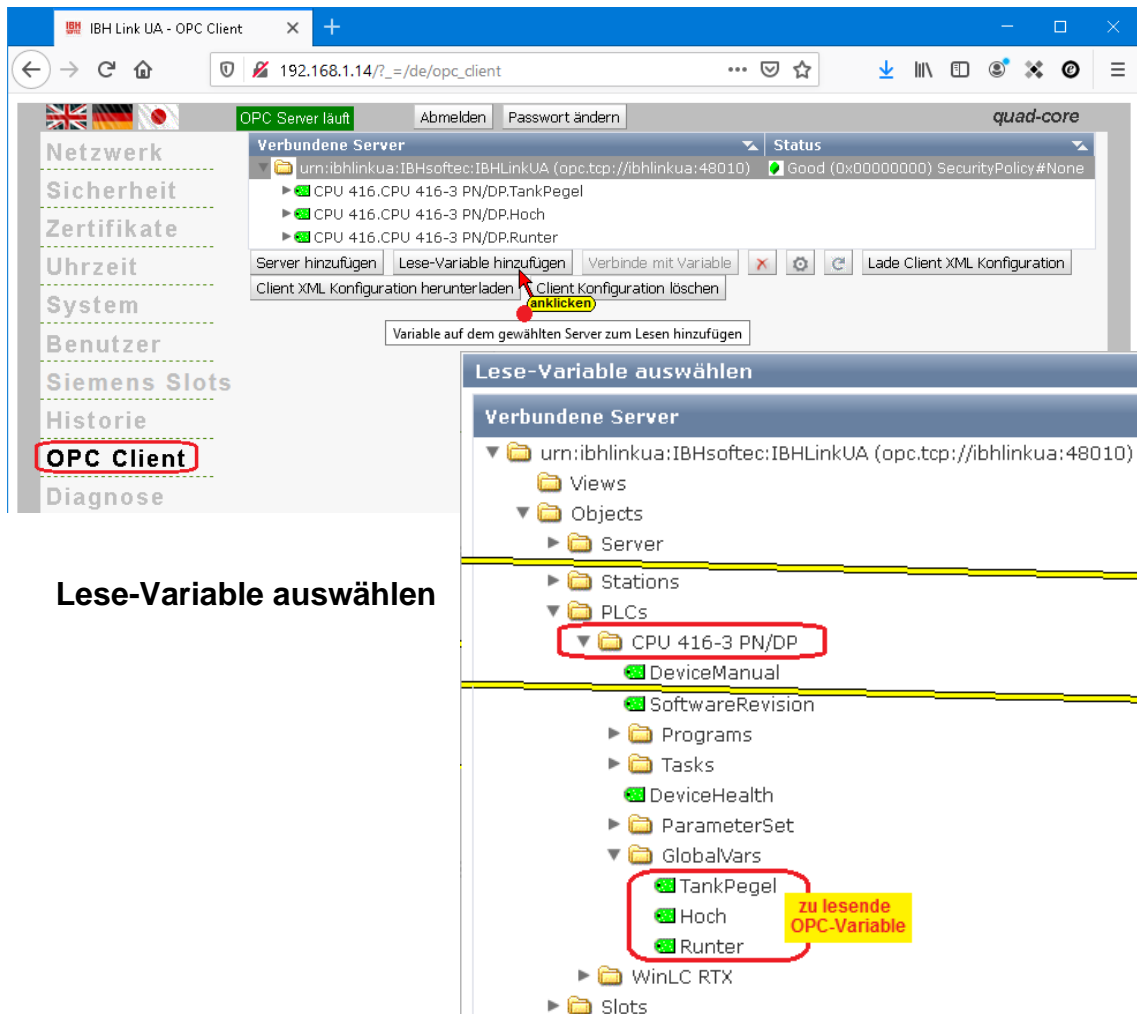 IBH Link UA - OPC Client
192.168.1.14/?_=/de/opc_client
OPC Server läuft Abmelden Passwort ändern quad-core
Netzwerk
Sicherheit
Zertifikate
Uhrzeit
System
Benutzer
Siemens Slots
Historie
OPC Client
Diagnose
Verbundene Server Status
urn:ibhlinkua:IBHsoftec:IBHLinkUA (opc.tcp://ibhlinkua:48010) Good (0x00000000) SecurityPolicy#None
CPU 416.CPU 416-3 PN/DP.TankPegel
CPU 416.CPU 416-3 PN/DP.Hoch
CPU 416.CPU 416-3 PN/DP.Runter
Server hinzufügen Lese-Variable hinzufügen Verbinde mit Variable Lade Client XML Konfiguration
Client XML Konfiguration herunterladen Client Konfiguration löschen
anklicken
Variable auf dem gewählten Server zum Lesen hinzufügen
Lese-Variable auswählen
Lese-Variable auswählen
Verbundene Server
urn:ibhlinkua:IBHsoftec:IBHLinkUA (opc.tcp://ibhlinkua:48010)
Views
Objects
Server
Stations
PLCs
CPU 416-3 PN/DP
DeviceManual
SoftwareRevision
Programs
Tasks
DeviceHealth
ParameterSet
GlobalVars
TankPegel
Hoch
Runter
zu lesende
OPC-Variable
WinLC RTX
Slots